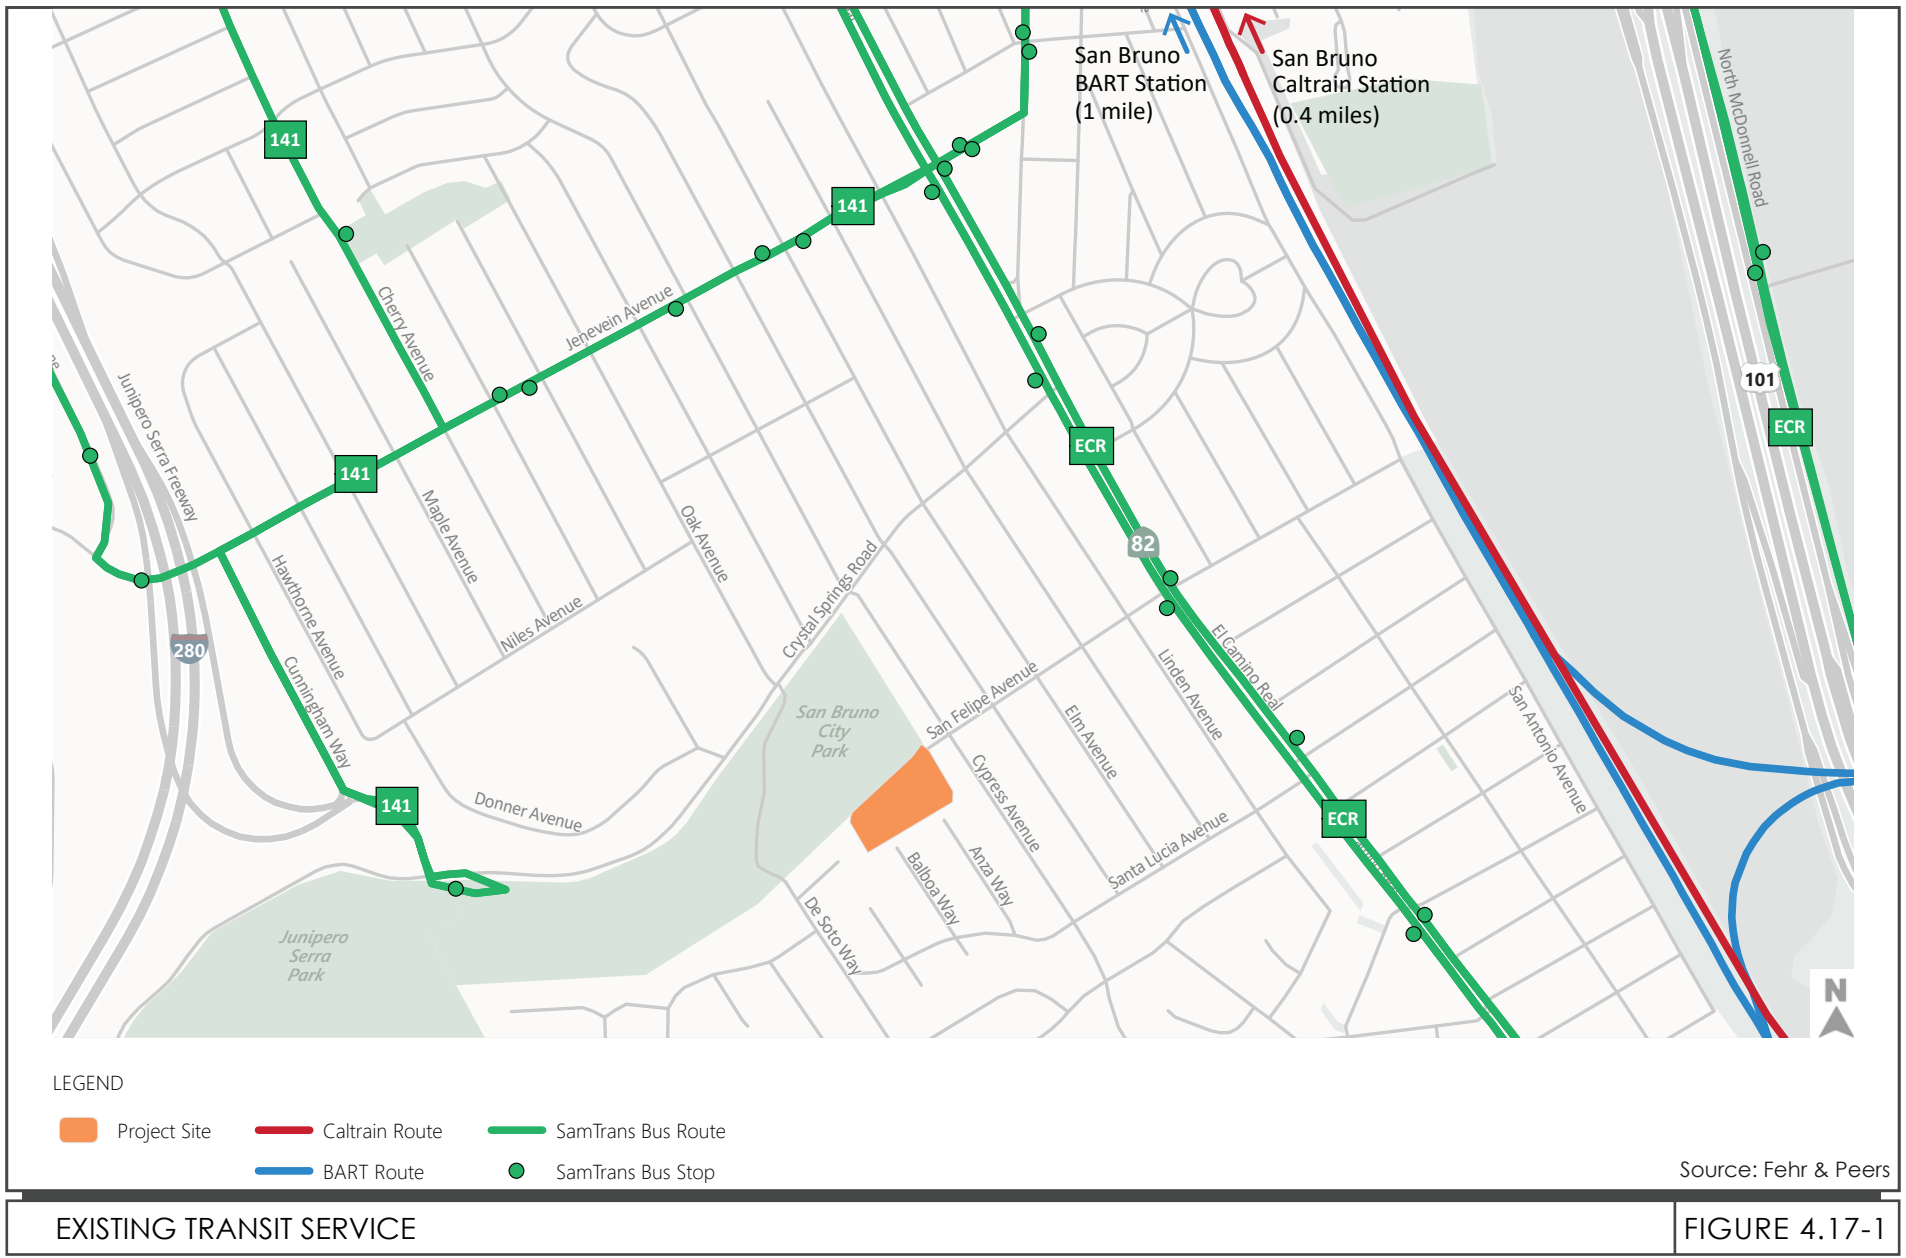 San Bruno
BART Station
(1 mile)
San Bruno
Caltrain Station
(0.4 miles)
North McDonnell Road
141
141
Cherry Avenue
Jenevein Avenue
Junipero Serra Freeway
101
ECR
ECR
141
Maple Avenue
Oak Avenue
82
Hawthorne Avenue
Niles Avenue
Crystal Springs Road
280
Cunningham Way
El Camino Real
Linden Avenue
San Felipe Avenue
San Antonio Avenue
San Bruno
City
Park
Elm Avenue
Cypress Avenue
141
Donner Avenue
ECR
Santa Lucia Avenue
Anza Way
Balboa Way
De Soto Way
Junipero
Serra
Park
N
LEGEND
Project Site
Caltrain Route
SamTrans Bus Route
BART Route
SamTrans Bus Stop
Source: Fehr & Peers
EXISTING TRANSIT SERVICE
FIGURE 4.17-1